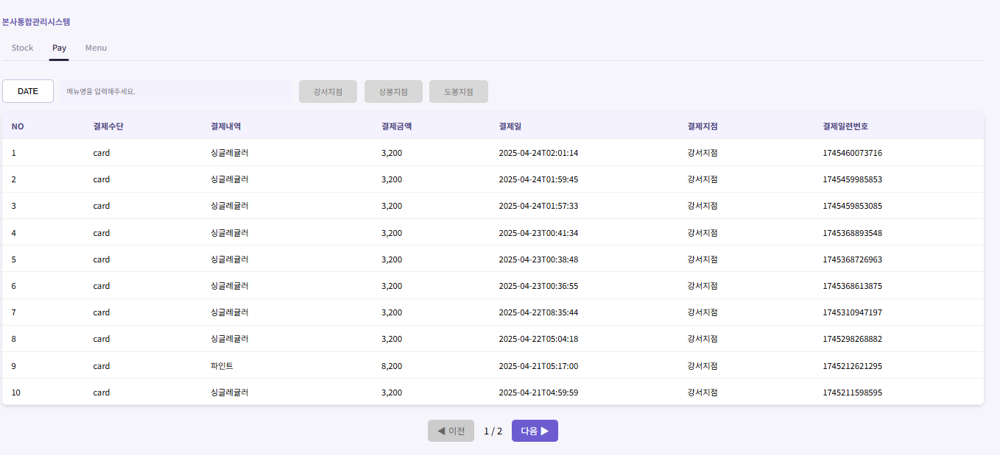 본사통합관리시스템
Stock Pay Menu
DATE 메뉴명을 입력해주세요. 강서지점 상봉지점 도봉지점
NO 결제수단 결제내역 결제금액 결제일 결제지점 결제일련번호
1 card 싱글레귤러 3,200 2025-04-24T02:01:14 강서지점 1745460073716
2 card 싱글레귤러 3,200 2025-04-24T01:59:45 강서지점 1745459985853
3 card 싱글레귤러 3,200 2025-04-24T01:57:33 강서지점 1745459853085
4 card 싱글레귤러 3,200 2025-04-23T00:41:34 강서지점 1745368893548
5 card 싱글레귤러 3,200 2025-04-23T00:38:48 강서지점 1745368726963
6 card 싱글레귤러 3,200 2025-04-23T00:36:55 강서지점 1745368613875
7 card 싱글레귤러 3,200 2025-04-22T08:35:44 강서지점 1745310947197
8 card 싱글레귤러 3,200 2025-04-22T05:04:18 강서지점 1745298268882
9 card 파인트 8,200 2025-04-21T05:17:00 강서지점 1745212621295
10 card 싱글레귤러 3,200 2025-04-21T04:59:59 강서지점 1745211598595
◀ 이전 1 / 2 다음 ▶